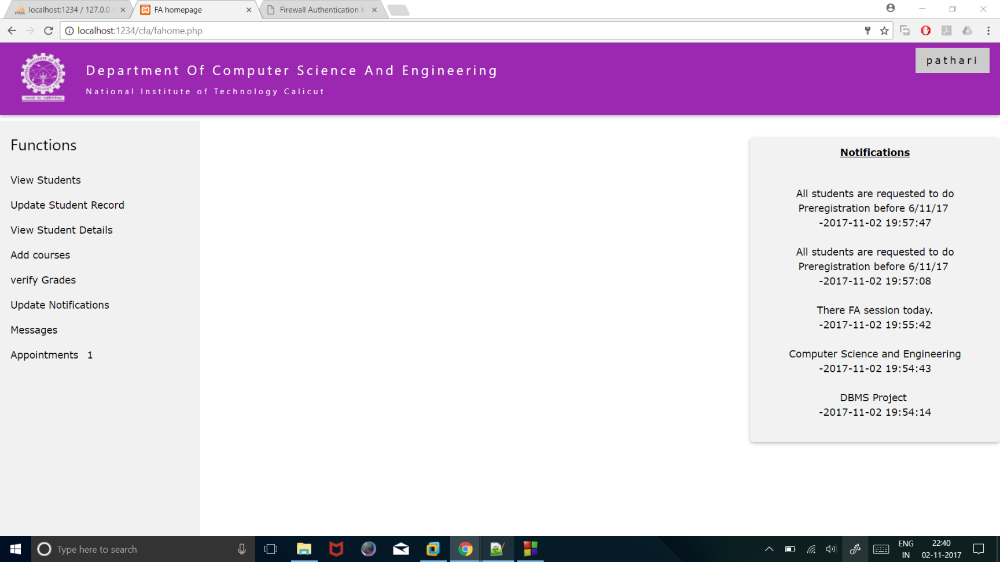 localhost:1234 / 127.0.0.1
FA homepage
Firewall Authentication K
localhost:1234/cfa/fahome.php
Department Of Computer Science And Engineering
National Institute of Technology Calicut
pathari
Functions
View Students
Update Student Record
View Student Details
Add courses
verify Grades
Update Notifications
Messages
Appointments 1
Notifications
All students are requested to do
Preregistration before 6/11/17
-2017-11-02 19:57:47
All students are requested to do
Preregistration before 6/11/17
-2017-11-02 19:57:08
There FA session today.
-2017-11-02 19:55:42
Computer Science and Engineering
-2017-11-02 19:54:43
DBMS Project
-2017-11-02 19:54:14
Type here to search
ENG
IN
22:40
02-11-2017